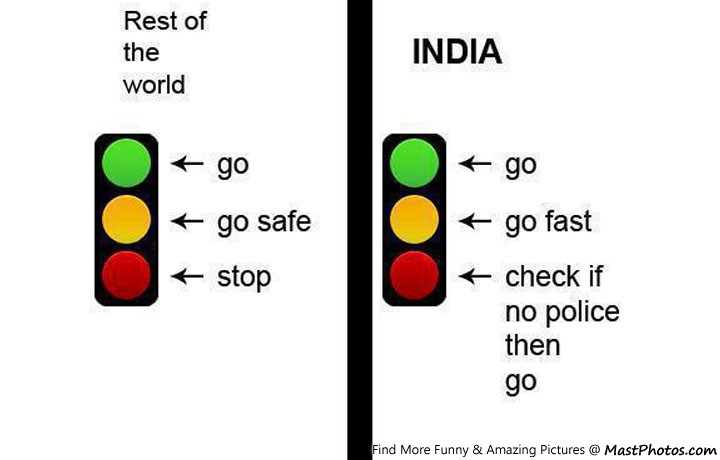 Rest of
the
world
go
go safe
stop
INDIA
go
go fast
check if
no police
then
go
Find More Funny & Amazing Pictures @ MastPhotos.com